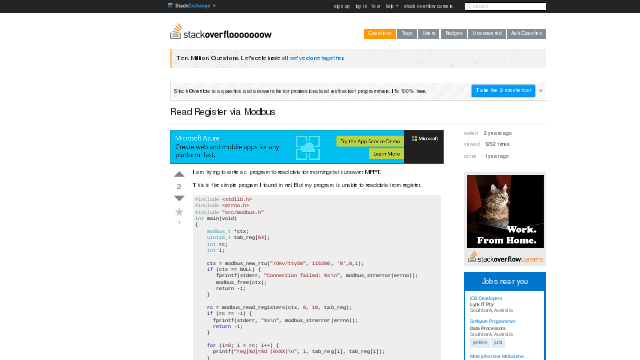 StackExchange
sign up log in tour help stack overflow careers
search
stackoverflooooooow
Questions Tags Users Badges Unanswered Ask Question
Ten. Million. Questions. Let's celebrate all we've done together.
Stack Overflow is a question and answer site for professional and enthusiast programmers. It's 100% free.
Take the 2-minute tour
×
Read Register via Modbus
Microsoft Azure
Create web and mobile apps for any
platform, fast.
Try the App Service Demo
Learn More
Microsoft
asked 2 years ago
viewed 1252 times
active 1 year ago
2
1
I am trying to write a c program to read data for morningstar sunsaver MPPT.
This is the simple program I found in net. But my program is unable to read data from register.
#include <stdlib.h>
#include <errno.h>
#include "src/modbus.h"
int main(void)
{
modbus_t *ctx;
uint16_t tab_reg[64];
int rc;
int i;
ctx = modbus_new_rtu("/dev/ttyS0", 115200, 'N',8,1);
if (ctx == NULL) {
fprintf(stderr, "Connection failed: %s\n", modbus_strerror(errno));
modbus_free(ctx);
return -1;
}
rc = modbus_read_registers(ctx, 0, 10, tab_reg);
if (rc == -1) {
fprintf(stderr, "%s\n", modbus_strerror(errno));
return -1;
}
for (i=0; i < rc; i++) {
printf("reg[%d]=%d (0x%X)\n", i, tab_reg[i], tab_reg[i]);
}
Work.
From Home.
stackoverflowcareers
Jobs near you
iOS Developers
Lyrix IT Pty
Southbank, Australia
Software Programmer
Data Processors
Southbank, Australia
jenkins junit
More jobs near Melbourne...